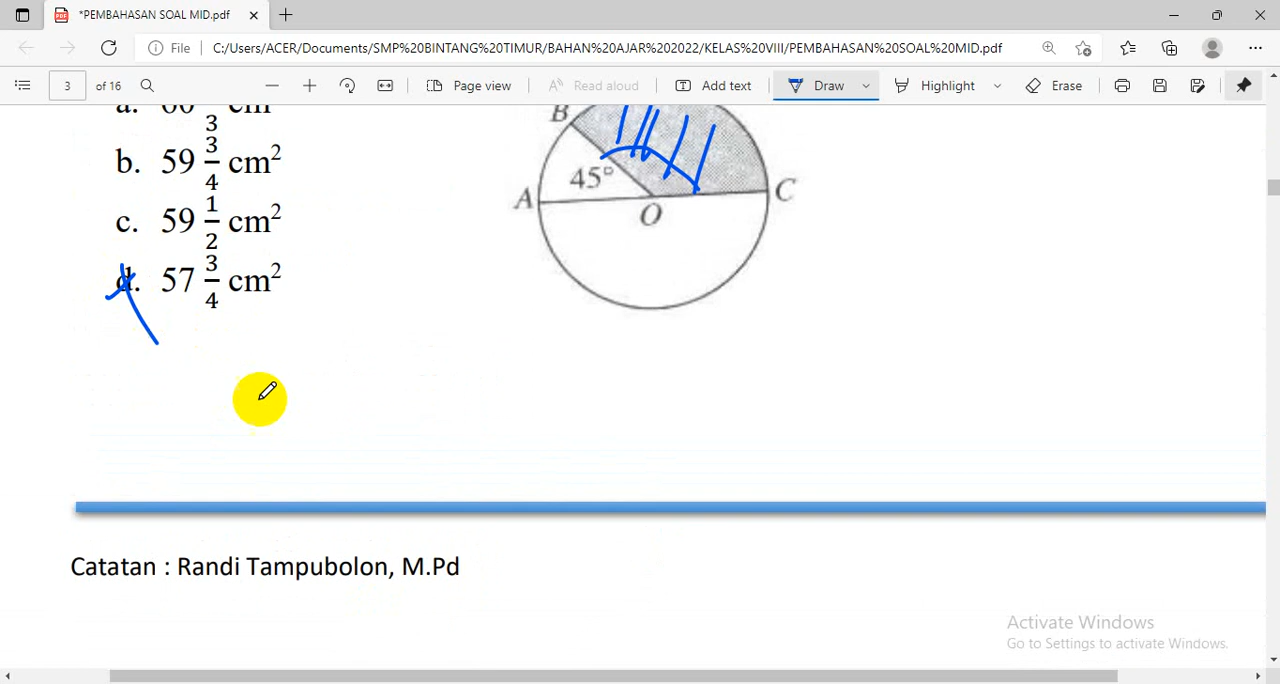 *PEMBAHASAN SOAL MID.pdf
File C:/Users/ACER/Documents/SMP%20BINTANG%20TIMUR/BAHAN%20AJAR%202022/KELAS%20VIII/PEMBAHASAN%20SOAL%20MID.pdf
3 of 16 Page view Read aloud Add text Draw Highlight Erase
3
b. 59 3/4 cm²
c. 59 1/2 cm²
d. 57 3/4 cm²
B
45°
A
O
C
Catatan : Randi Tampubolon, M.Pd
Activate Windows
Go to Settings to activate Windows.